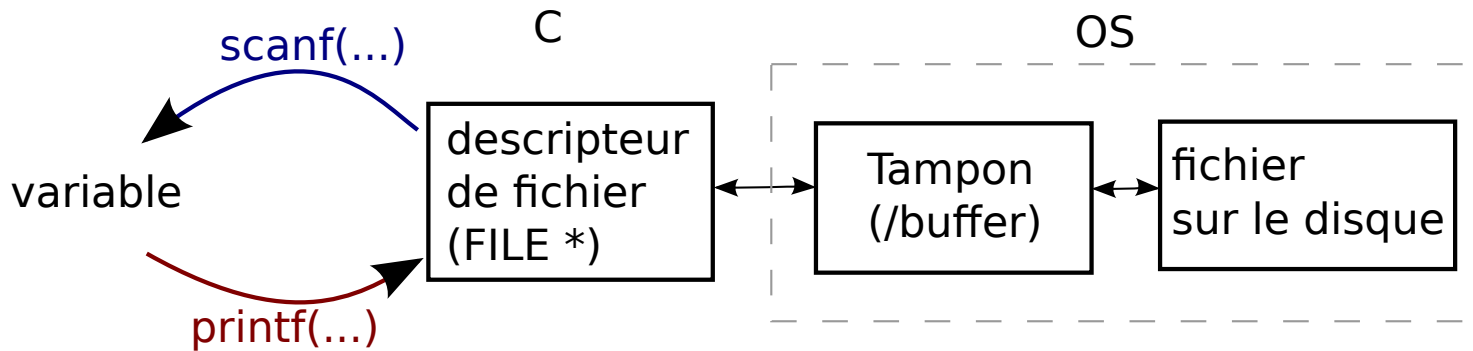 scanf(...)
C
OS
variable
descripteur
de fichier
(FILE *)
Tampon
(/buffer)
fichier
sur le disque
printf(...)